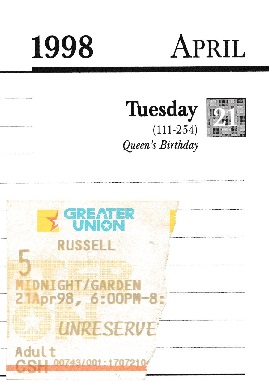 1998 APRIL
Tuesday 21
(111-254)
Queen's Birthday
GREATER
UNION
RUSSELL
5
MIDNIGHT/GARDEN
21Apr98, 6:00PM-8:
UNRESERVE
Adult
CSH 00743/001:1707210